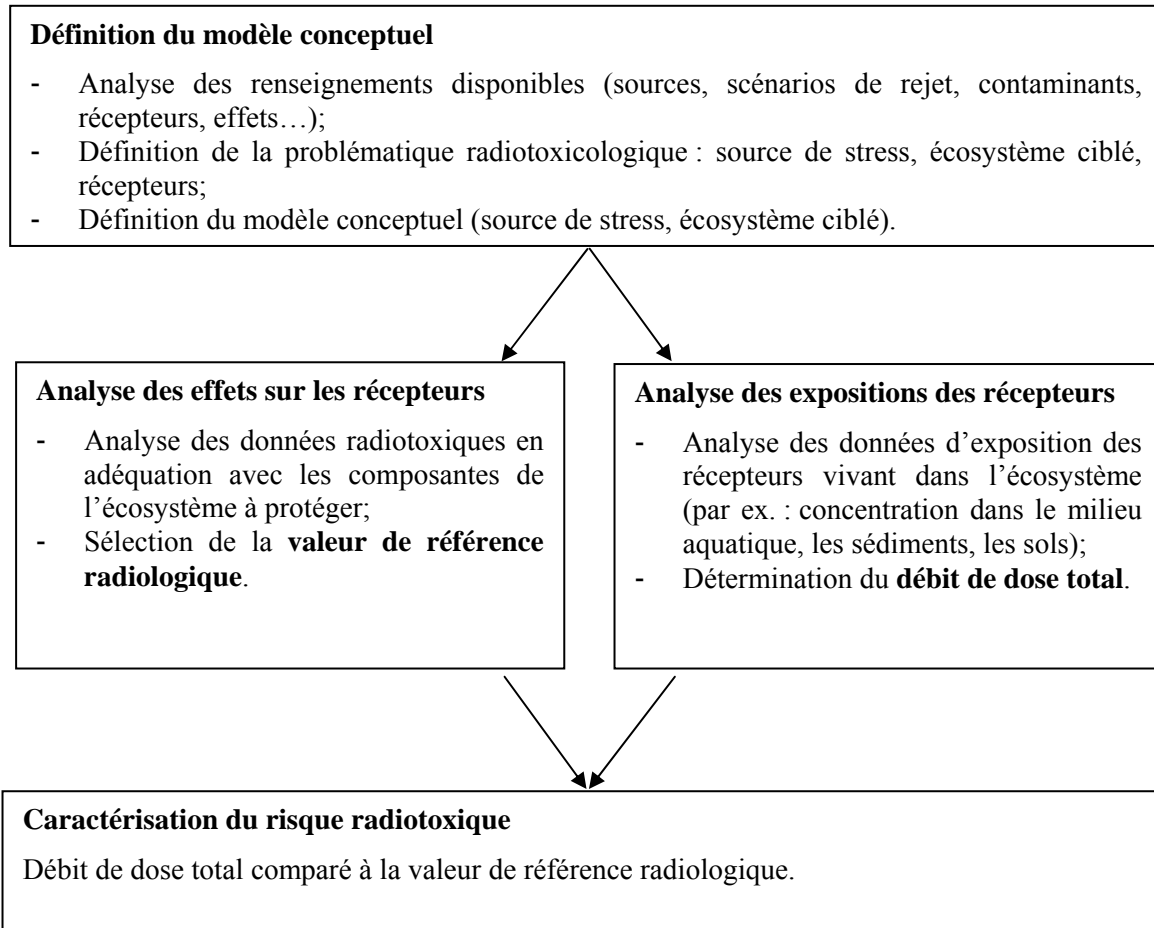 Définition du modèle conceptuel
- Analyse des renseignements disponibles (sources, scénarios de rejet, contaminants,
récepteurs, effets…);
- Définition de la problématique radiotoxicologique : source de stress, écosystème ciblé,
récepteurs;
- Définition du modèle conceptuel (source de stress, écosystème ciblé).
Analyse des effets sur les récepteurs
- Analyse des données radiotoxiques en
adéquation avec les composantes de
l’écosystème à protéger;
- Sélection de la valeur de référence
radiologique.
Analyse des expositions des récepteurs
- Analyse des données d’exposition des
récepteurs vivant dans l’écosystème
(par ex. : concentration dans le milieu
aquatique, les sédiments, les sols);
- Détermination du débit de dose total.
Caractérisation du risque radiotoxique
Débit de dose total comparé à la valeur de référence radiologique.